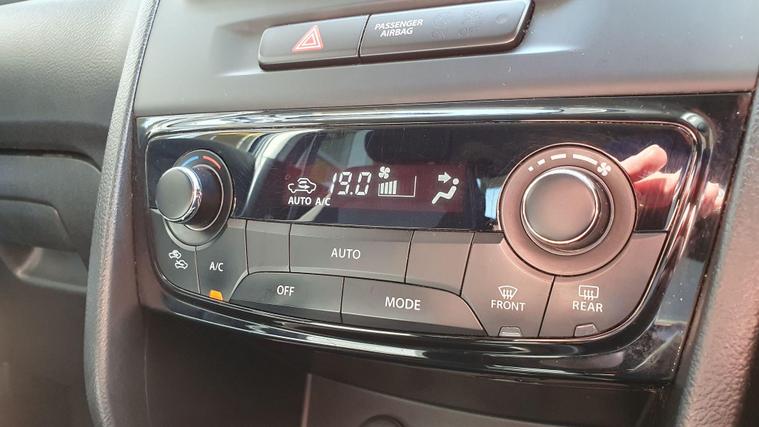 PASSENGER
AIRBAG
19.0
AUTO A/C
A/C
AUTO
OFF
MODE
FRONT
REAR